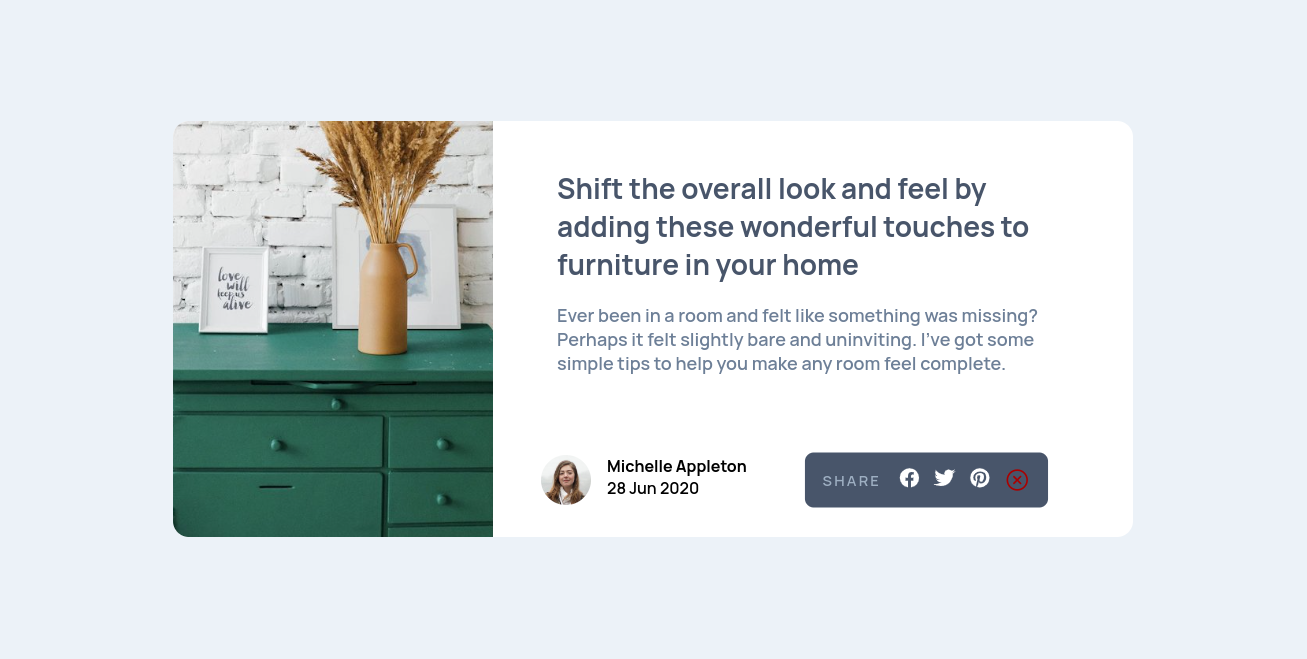 love
will
keep us
alive
Shift the overall look and feel by
adding these wonderful touches to
furniture in your home
Ever been in a room and felt like something was missing?
Perhaps it felt slightly bare and uninviting. I’ve got some
simple tips to help you make any room feel complete.
Michelle Appleton
28 Jun 2020
SHARE